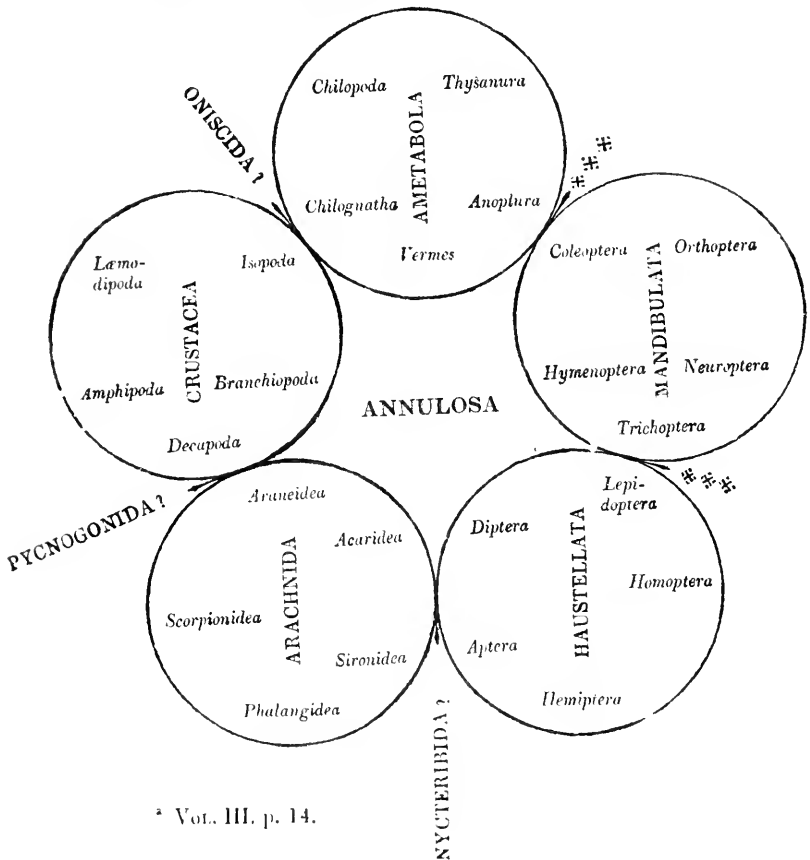 ONISCIDA?
Chilopoda
Thysanura
AMETABOLA
Chilognatha
Anoplura
Vermes
Læmo-
dipoda
Isopoda
CRUSTACEA
Amphipoda
Branchiopoda
Decapoda
Coleoptera
Orthoptera
MANDIBULATA
Hymenoptera
Neuroptera
Trichoptera
ANNULOSA
PYCNOGONIDA?
Araneidea
Acaridea
ARACHNIDA
Scorpionidea
Sironidea
Phalangidea
Lepi-
doptera
Diptera
HAUSTELLATA
Homoptera
Aptera
Hemiptera
NYCTERIBIDA?
ª Vol. III. p. 14.